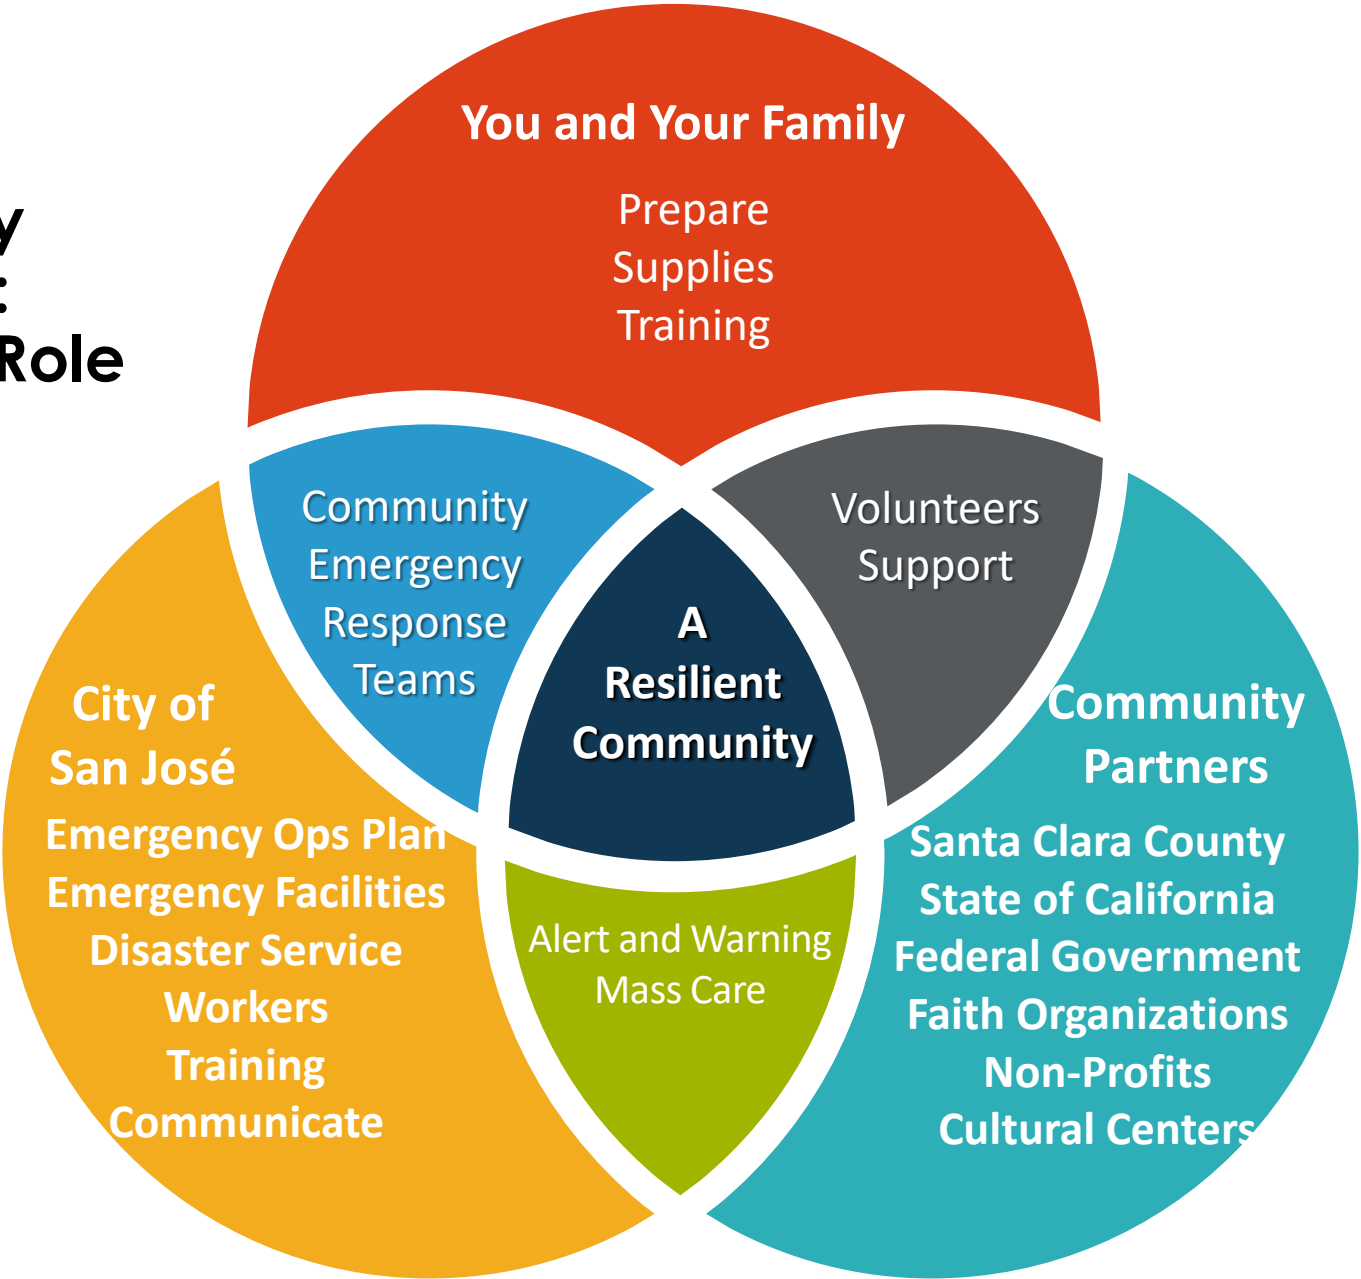 You and Your Family
Prepare
Supplies
Training
y
:
Role
Community
Emergency
Response
Teams
Volunteers
Support
A
Resilient
Community
City of
San José
Emergency Ops Plan
Emergency Facilities
Disaster Service
Workers
Training
Communicate
Community
Partners
Santa Clara County
State of California
Federal Government
Faith Organizations
Non-Profits
Cultural Centers
Alert and Warning
Mass Care